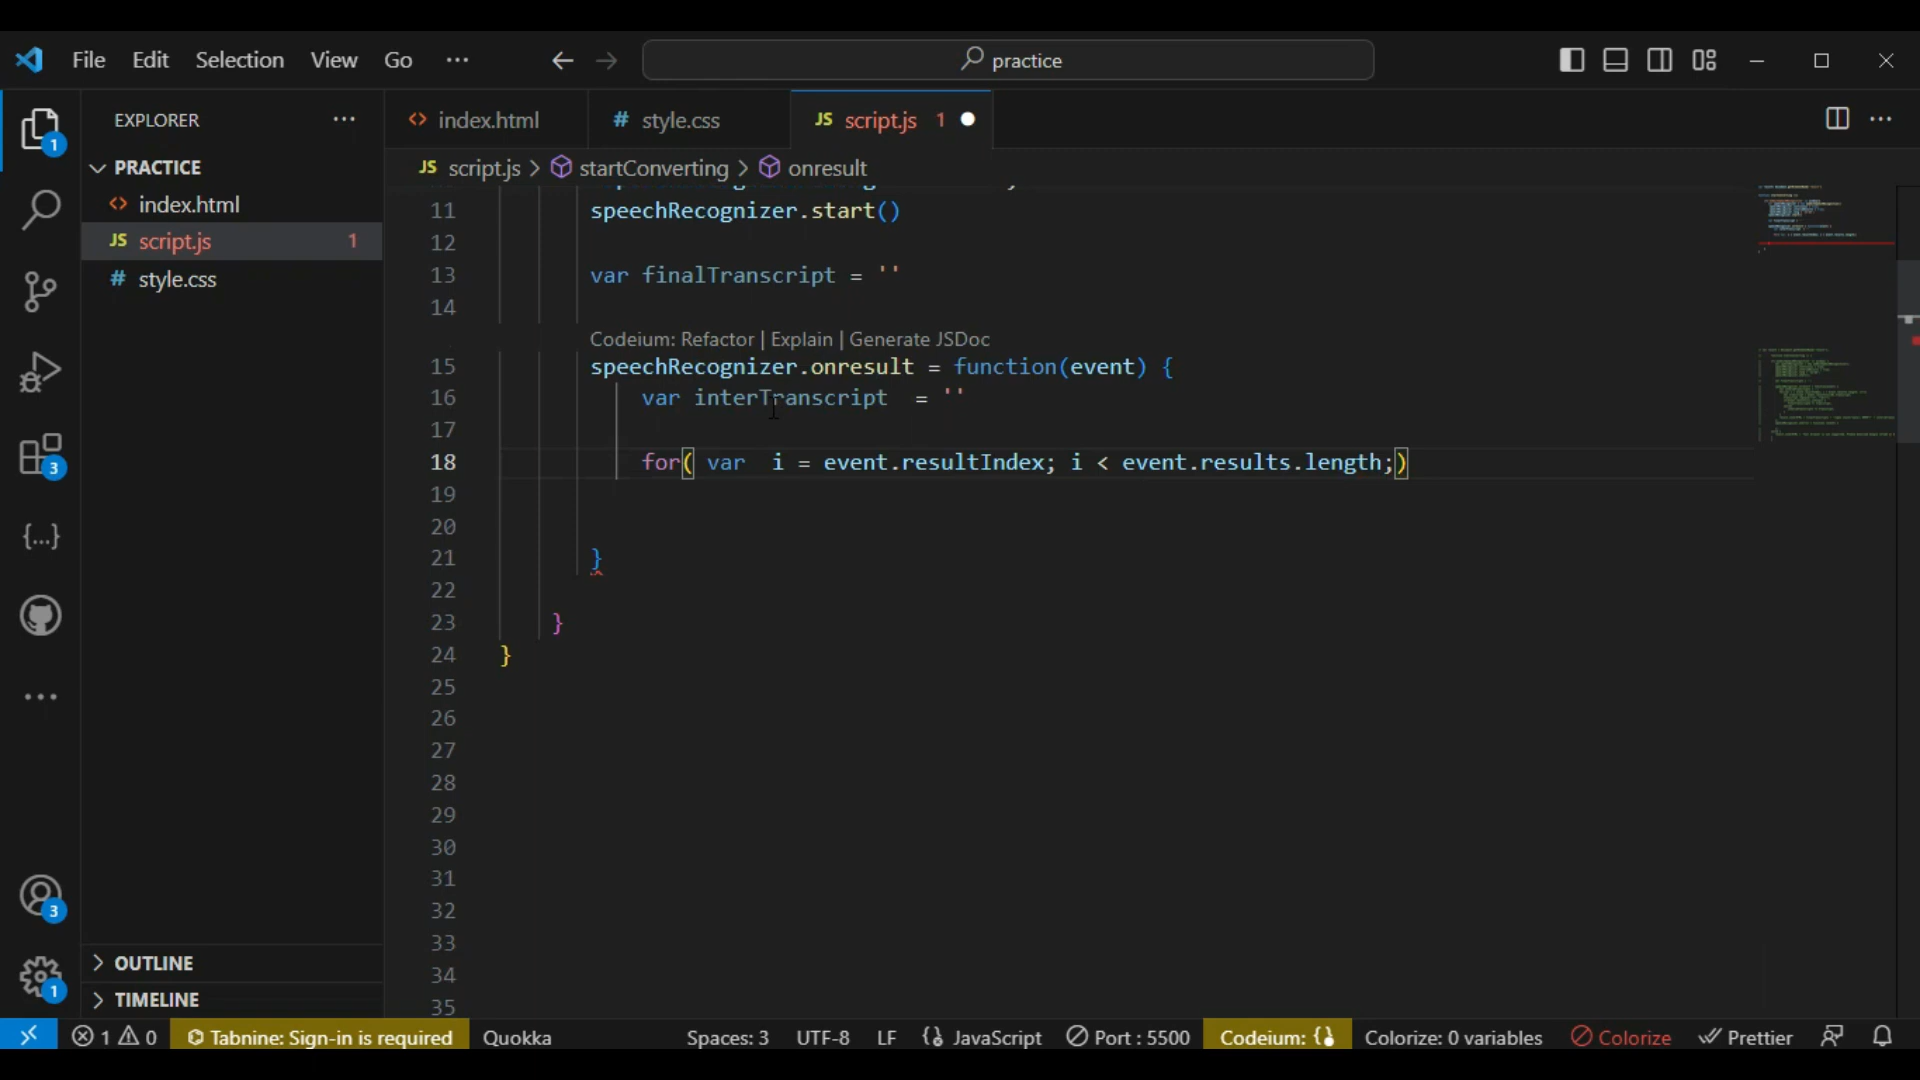 File Edit Selection View Go ···
practice
EXPLORER ···
PRACTICE
<> index.html
JS script.js 1
# style.css
OUTLINE
TIMELINE
<> index.html # style.css JS script.js 1
JS script.js > startConverting > onresult
11 speechRecognizer.start()
12
13 var finalTranscript = ''
14
Codeium: Refactor | Explain | Generate JSDoc
15 speechRecognizer.onresult = function(event) {
16 var interTranscript  = ''
17
18 for( var  i = event.resultIndex; i < event.results.length;)
19
20
21 }
22
23 }
24 }
25
26
27
28
29
30
31
32
33
34
35
1
3
{...}
3
1
1 0 Tabnine: Sign-in is required Quokka Spaces: 3 UTF-8 LF {} JavaScript Port : 5500 Codeium: {} Colorize: 0 variables Colorize Prettier